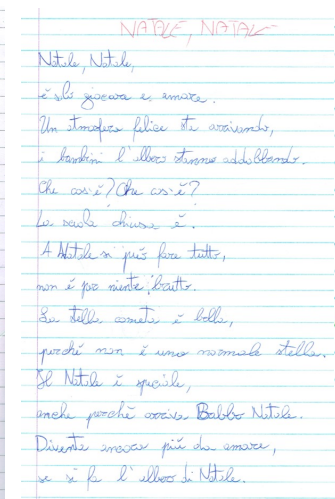 NATALE, NATALE
Natale, Natale,
è solo giocare e amare.
Un atmosfera felice sta arrivando,
i bambini l'albero stanno addobbando.
Che cos'è? Che cos'è?
La scuola chiusa è.
A Natale si può fare tutto,
non è per niente brutto.
La stella cometa è bella,
perché non è una normale stella.
Il Natale è speciale,
anche perché arriva Babbo Natale.
Diventa ancora più da amare,
se si fa l'albero di Natale.